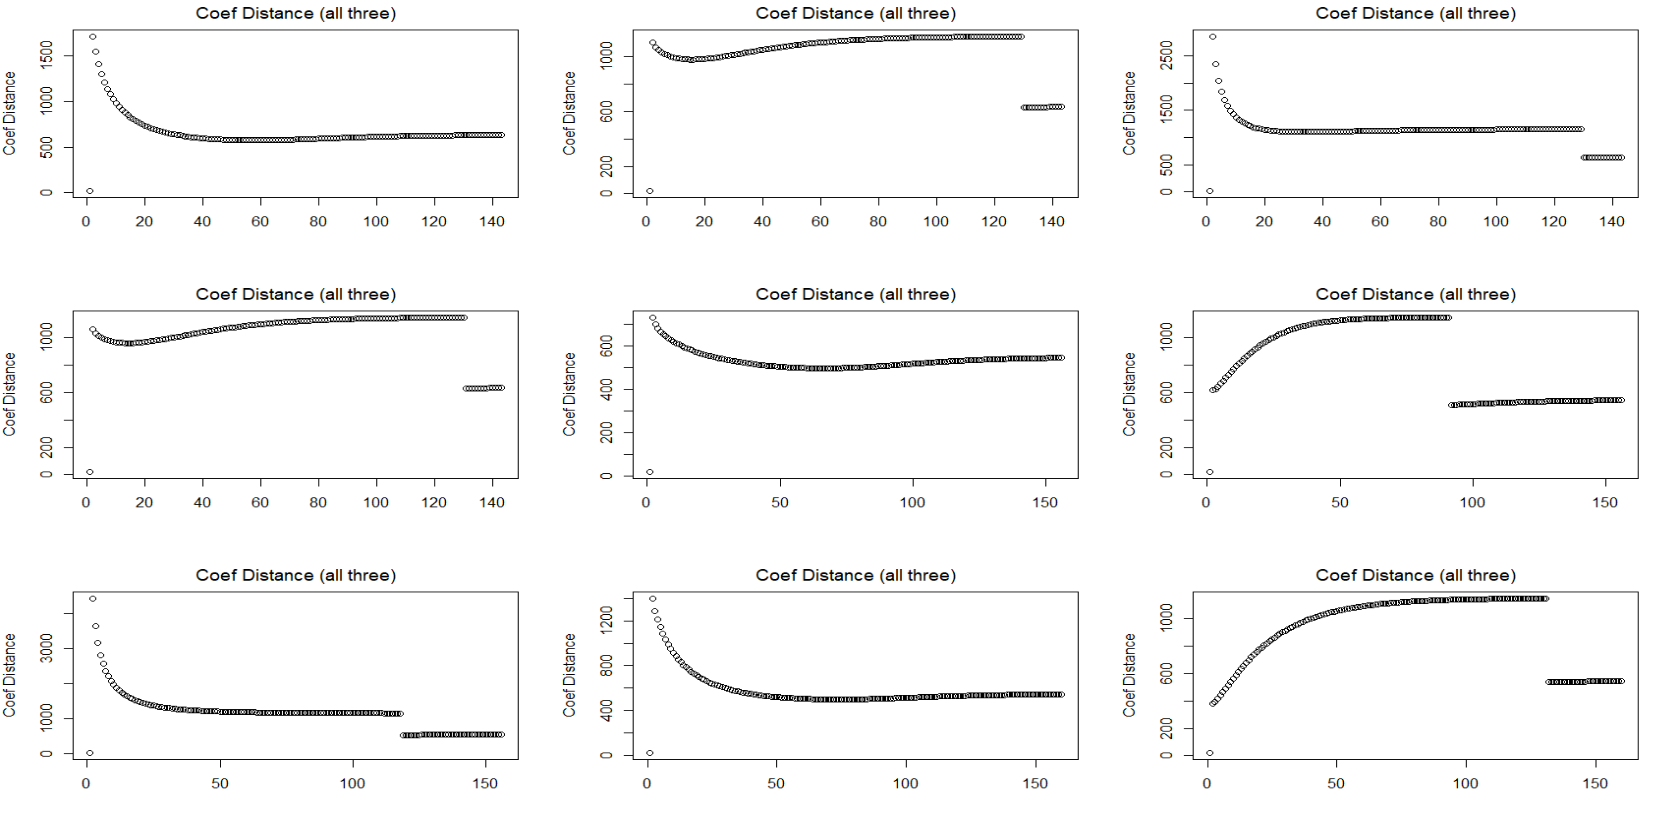 Coef Distance (all three)
Coef Distance
0 500 1000 1500
0 20 40 60 80 100 120 140
Coef Distance (all three)
Coef Distance
0 200 600 1000
0 20 40 60 80 100 120 140
Coef Distance (all three)
Coef Distance
0 500 1500 2500
0 20 40 60 80 100 120 140
Coef Distance (all three)
Coef Distance
0 200 600 1000
0 20 40 60 80 100 120 140
Coef Distance (all three)
Coef Distance
0 200 400 600
0 50 100 150
Coef Distance (all three)
Coef Distance
0 200 600 1000
0 50 100 150
Coef Distance (all three)
Coef Distance
0 1000 3000
0 50 100 150
Coef Distance (all three)
Coef Distance
0 400 800 1200
0 50 100 150
Coef Distance (all three)
Coef Distance
0 200 600 1000
0 50 100 150